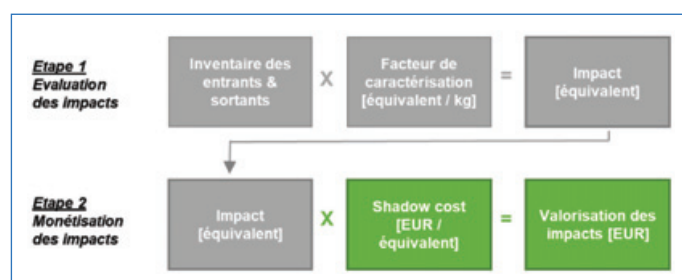 Etape 1
Evaluation
des impacts
Inventaire des
entrants &
sortants
X
Facteur de
caractérisation
[équivalent / kg]
=
Impact
[équivalent]
Etape 2
Monétisation
des impacts
Impact
[équivalent]
X
Shadow cost
[EUR /
équivalent]
=
Valorisation des
impacts [EUR]